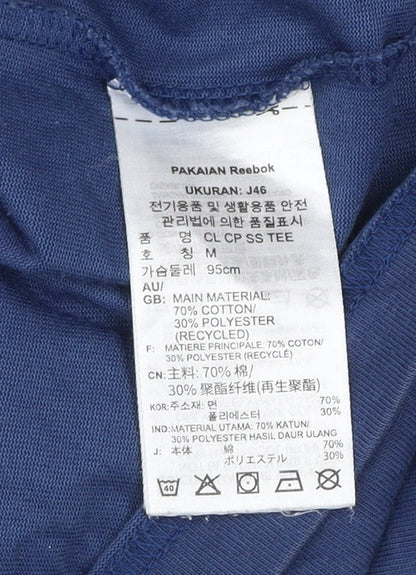 PAKAIAN Reebok
UKURAN: J46
전기용품 및 생활용품 안전
관리법에 의한 품질표시
품 명 CL CP SS TEE
호 칭 M
가슴둘레 95cm
AU/
GB: MAIN MATERIAL:
70% COTTON/
30% POLYESTER
(RECYCLED)
F: MATIERE PRINCIPALE: 70% COTON/
30% POLYESTER (RECYCLÉ)
CN: 主料: 70% 棉/
30% 聚酯纤维(再生聚酯)
KOR: 주소재: 면 70%
폴리에스터 30%
IND: MATERIAL UTAMA: 70% KATUN/
30% POLYESTER HASIL DAUR ULANG
J: 本体 綿 70%
ポリエステル 30%
40